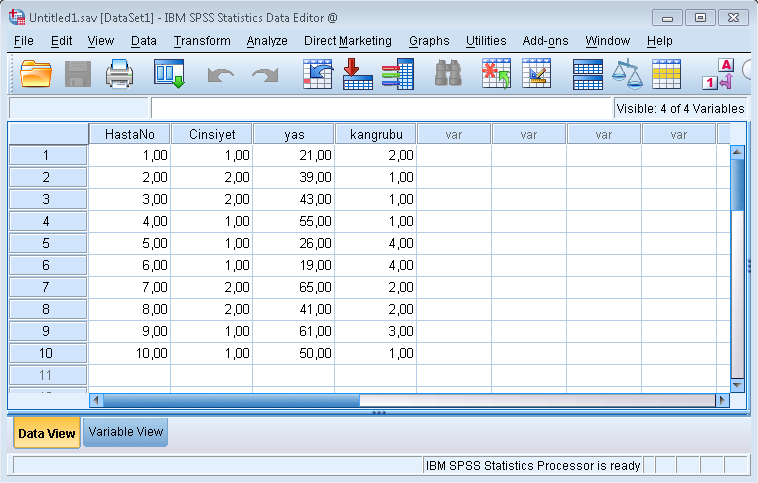 Untitled1.sav [DataSet1] - IBM SPSS Statistics Data Editor @
File Edit View Data Transform Analyze Direct Marketing Graphs Utilities Add-ons Window Help
A
1
Visible: 4 of 4 Variables
HastaNo Cinsiyet yas kangrubu var var var var
1 1,00 1,00 21,00 2,00
2 2,00 2,00 39,00 1,00
3 3,00 2,00 43,00 1,00
4 4,00 1,00 55,00 1,00
5 5,00 1,00 26,00 4,00
6 6,00 1,00 19,00 4,00
7 7,00 2,00 65,00 2,00
8 8,00 2,00 41,00 2,00
9 9,00 1,00 61,00 3,00
10 10,00 1,00 50,00 1,00
11
Data View Variable View
IBM SPSS Statistics Processor is ready